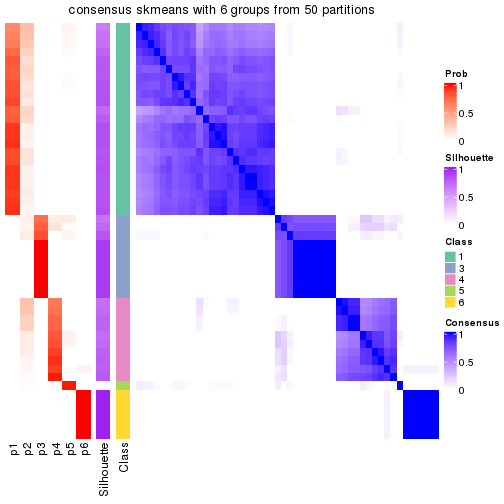 consensus skmeans with 6 groups from 50 partitions
Prob
1
0.5
0
Silhouette
1
0.5
0
Class
1
3
4
5
6
Consensus
1
0.5
0
p1
p2
p3
p4
p5
p6
Silhouette
Class